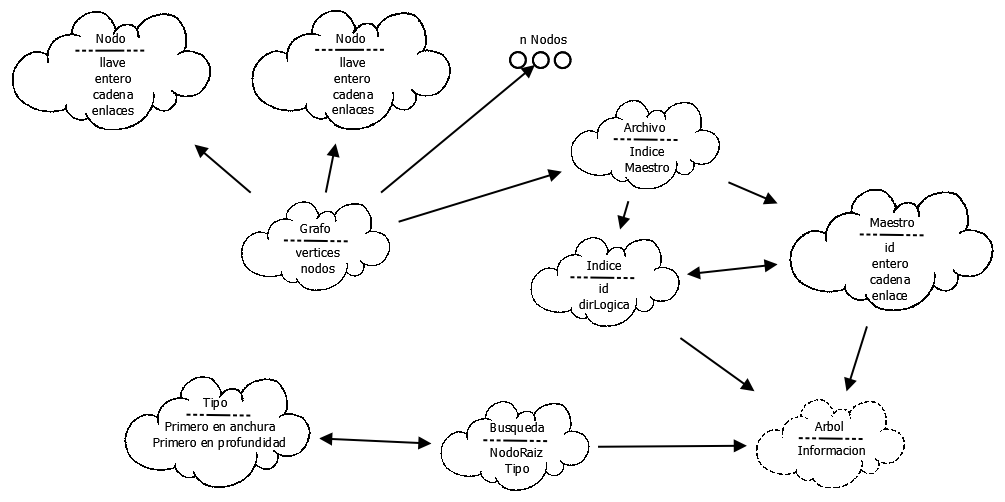 Nodo
llave
entero
cadena
enlaces
Nodo
llave
entero
cadena
enlaces
n Nodos
Archivo
Indice
Maestro
Grafo
vertices
nodos
Maestro
id
entero
cadena
enlace
Indice
id
dirLogica
Tipo
Primero en anchura
Primero en profundidad
Busqueda
NodoRaiz
Tipo
Arbol
Informacion